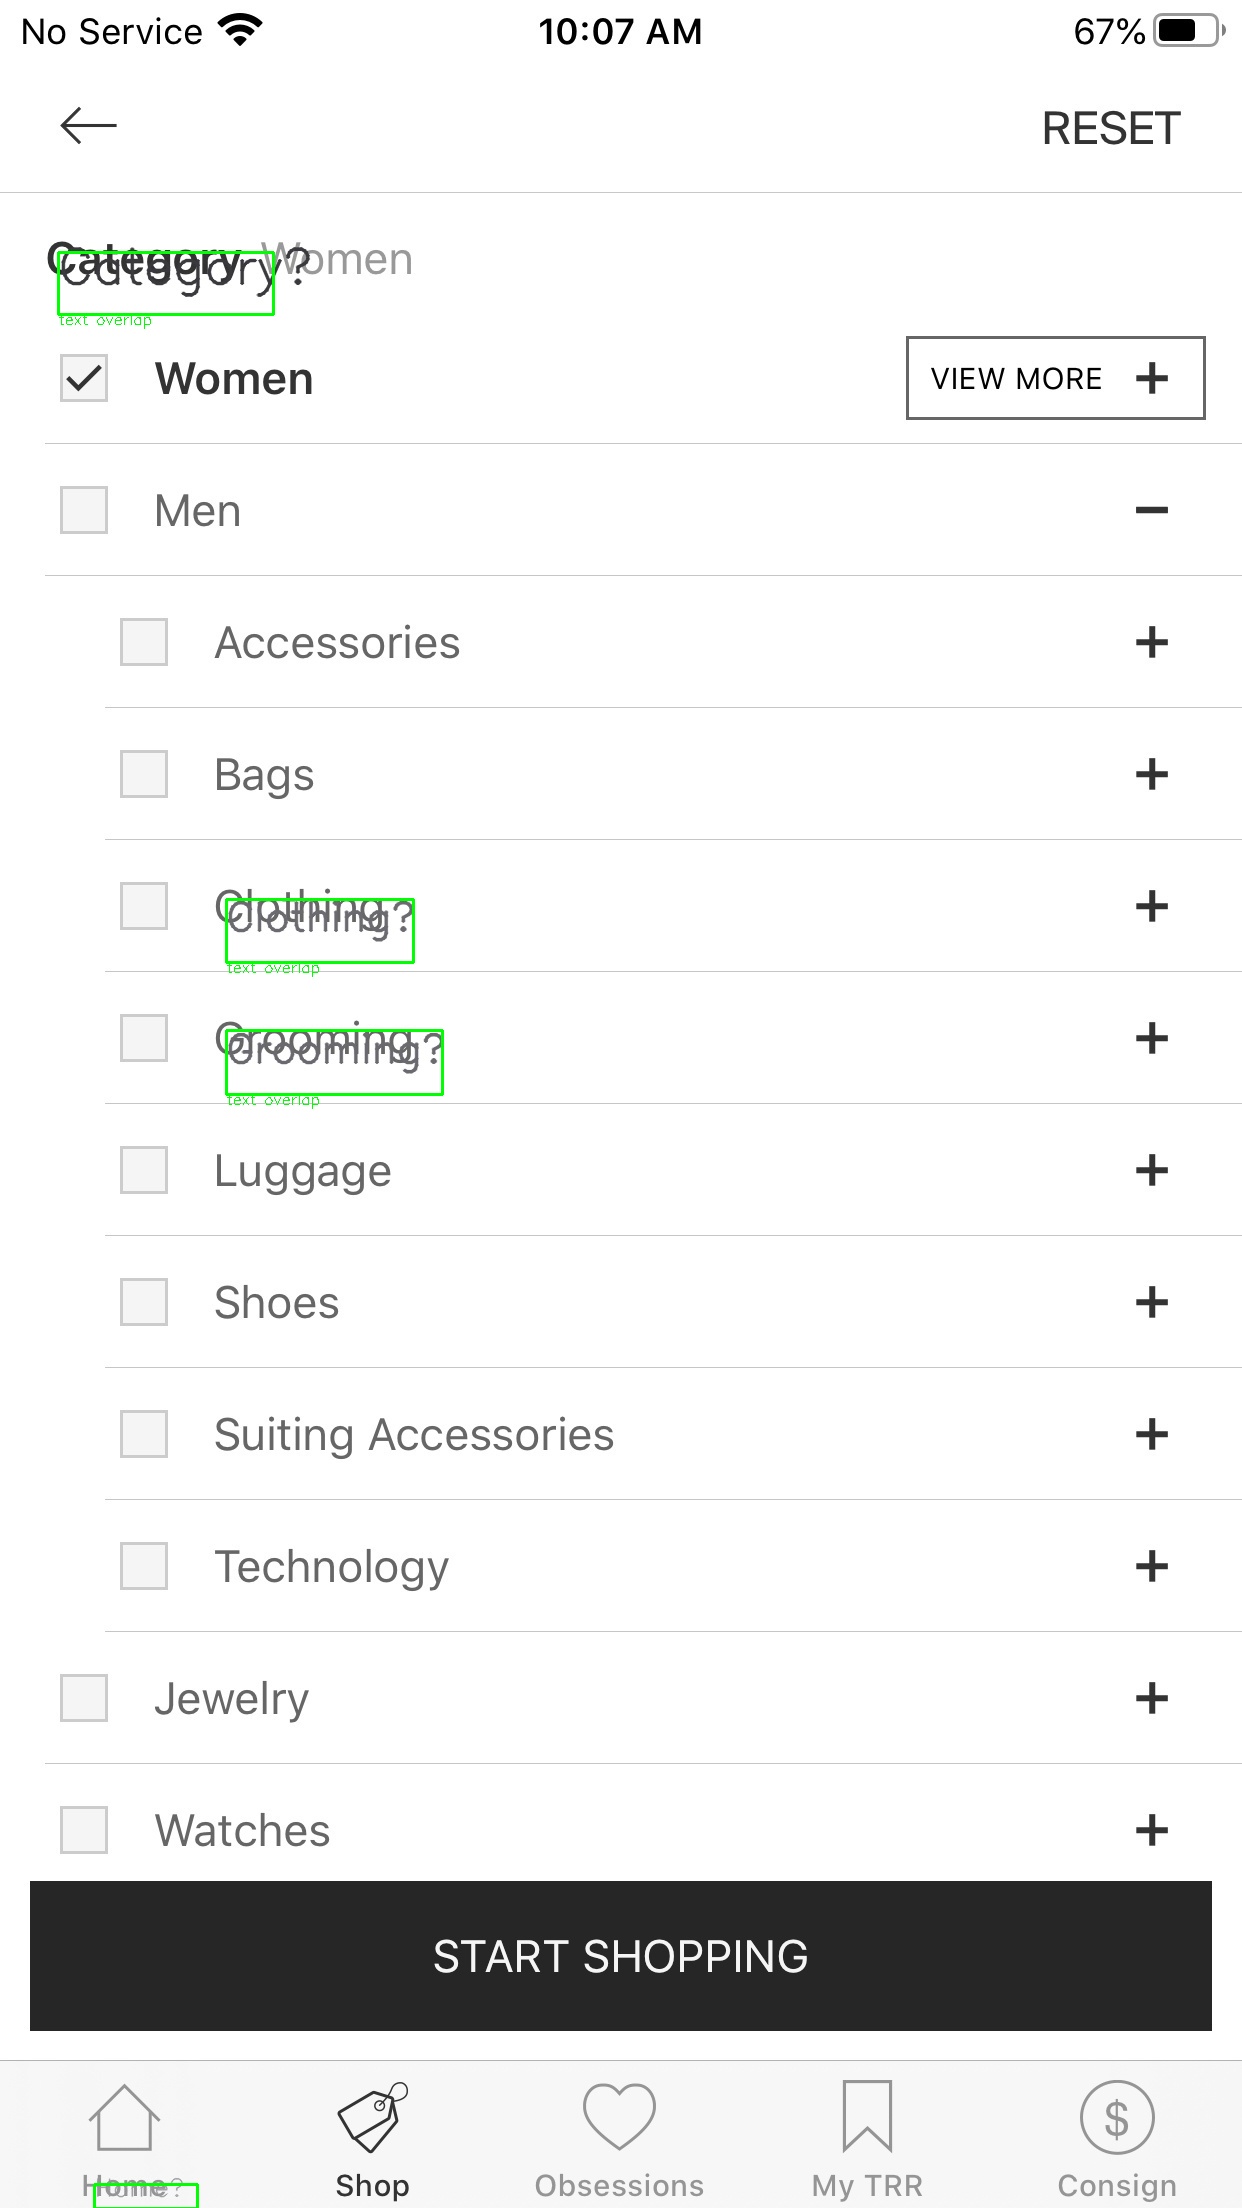 No Service 10:07 AM 67%
RESET
Category Women
Category?
text overlap
Women VIEW MORE
Men
Accessories
Bags
Clothing
Clothing?
text overlap
Grooming
Grooming?
text overlap
Luggage
Shoes
Suiting Accessories
Technology
Jewelry
Watches
START SHOPPING
Home Shop Obsessions My TRR Consign
Home?